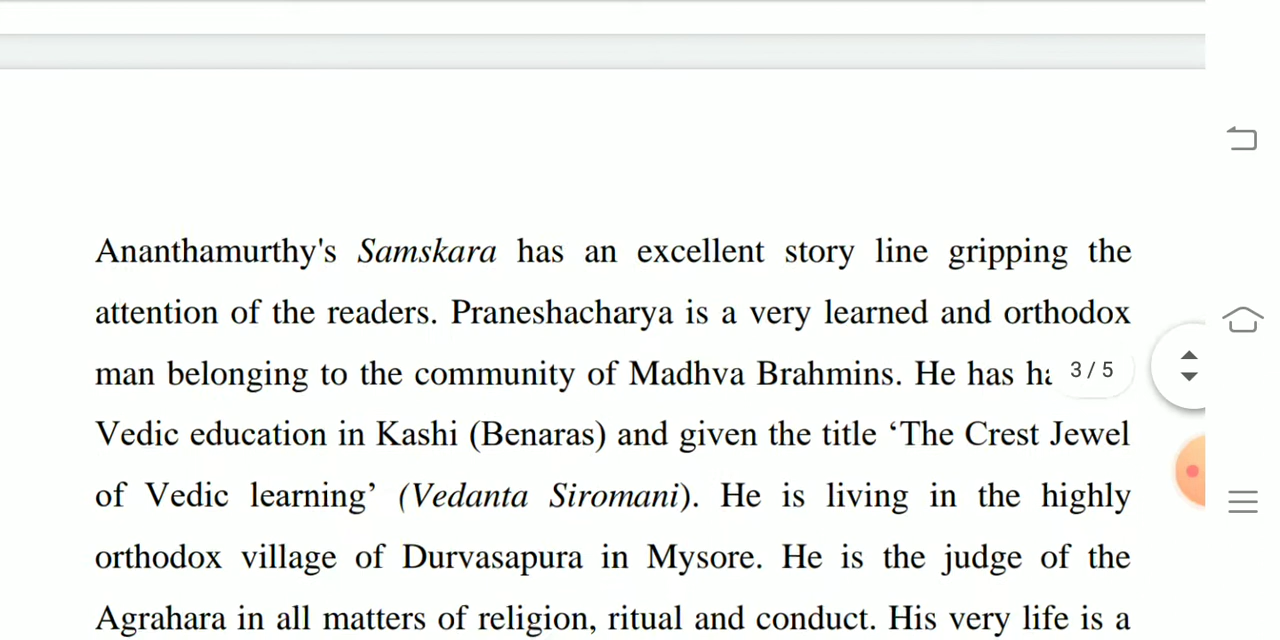 Ananthamurthy's Samskara has an excellent story line gripping the
attention of the readers. Praneshacharya is a very learned and orthodox
man belonging to the community of Madhva Brahmins. He has
3 / 5
Vedic education in Kashi (Benaras) and given the title ‘The Crest Jewel
of Vedic learning’ (Vedanta Siromani). He is living in the highly
orthodox village of Durvasapura in Mysore. He is the judge of the
Agrahara in all matters of religion, ritual and conduct. His very life is a